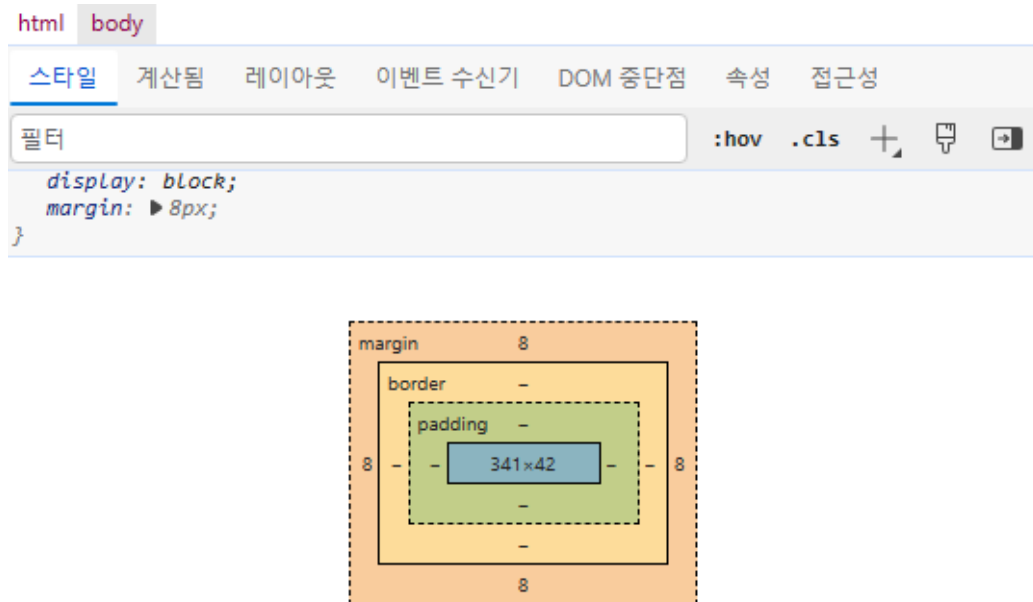 html body
스타일 계산됨 레이아웃 이벤트 수신기 DOM 중단점 속성 접근성
필터 :hov .cls
display: block;
margin: ▶ 8px;
}
margin 8
border –
padding –
8 – – 341×42 – – 8
–
–
8